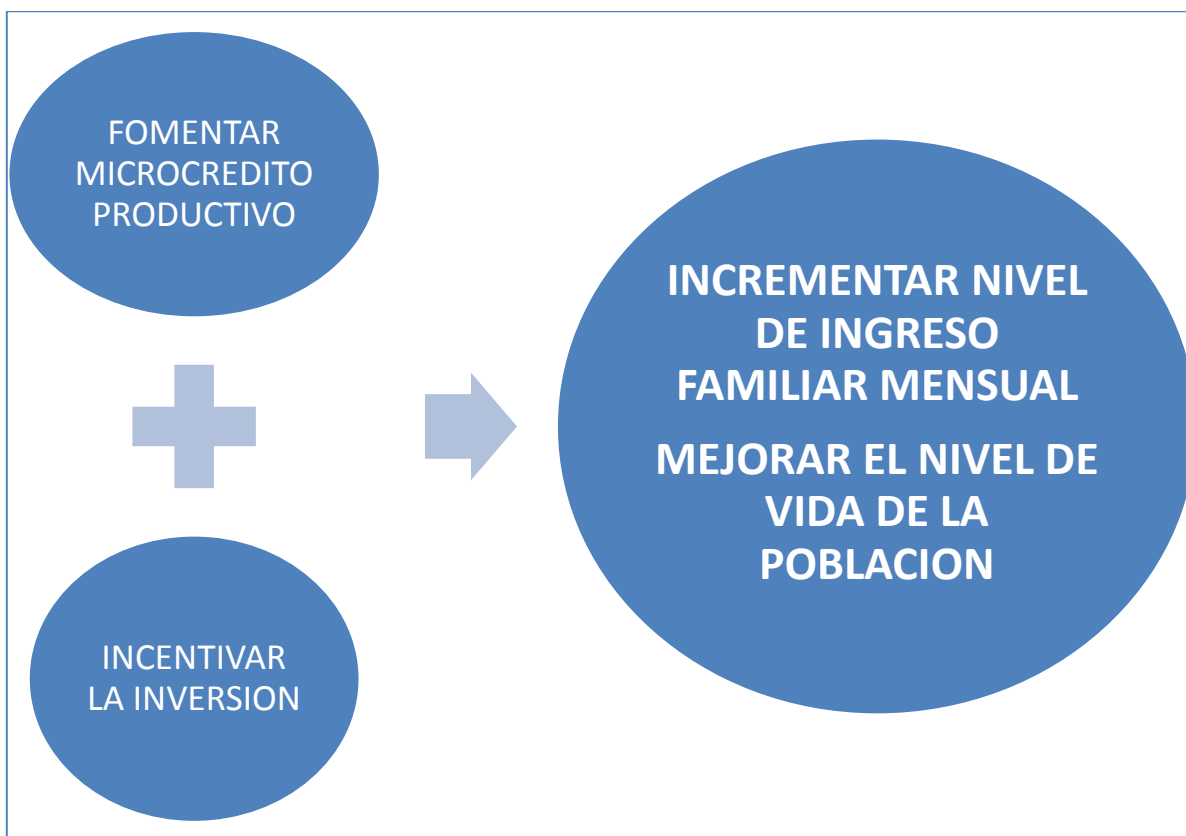 FOMENTAR
MICROCREDITO
PRODUCTIVO
INCENTIVAR
LA INVERSION
INCREMENTAR NIVEL
DE INGRESO
FAMILIAR MENSUAL
MEJORAR EL NIVEL DE
VIDA DE LA
POBLACION